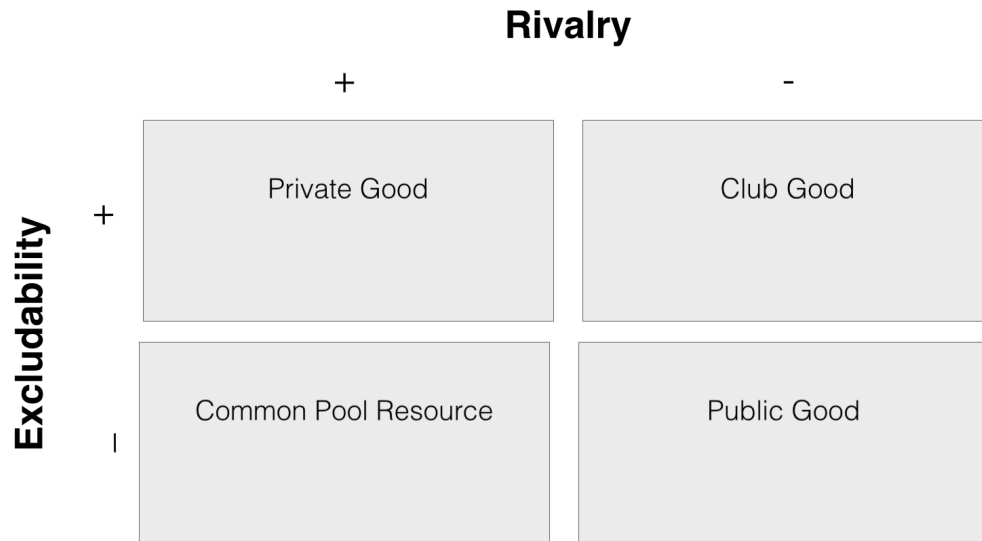 Rivalry
+ -
Excludability
+
Private Good Club Good
–
Common Pool Resource Public Good